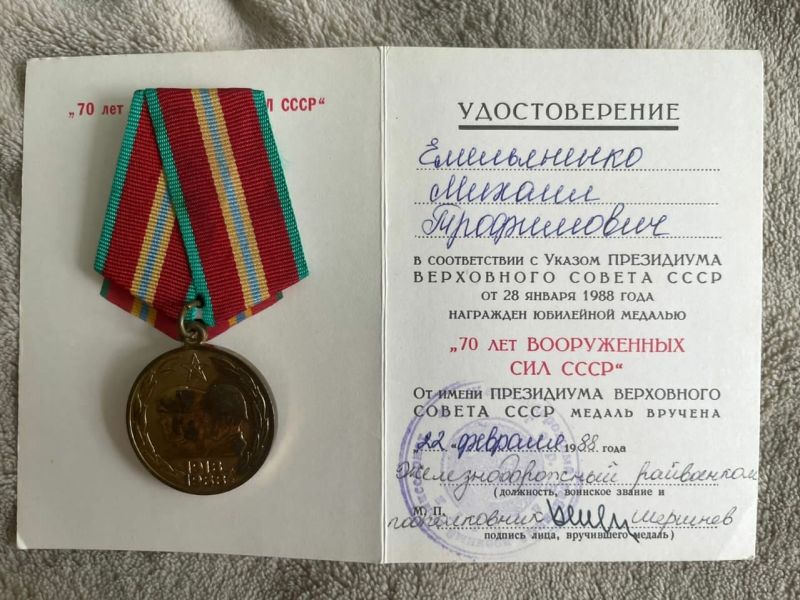 „70 лет Л СССР“
1918
1988
УДОСТОВЕРЕНИЕ
Емельяненко
Михаил
Трофимович
В СООТВЕТСТВИИ С УКАЗОМ ПРЕЗИДИУМА
ВЕРХОВНОГО СОВЕТА СССР
ОТ 28 ЯНВАРЯ 1988 ГОДА
НАГРАЖДЕН ЮБИЛЕЙНОЙ МЕДАЛЬЮ
„70 ЛЕТ ВООРУЖЕННЫХ
СИЛ СССР“
ОТ ИМЕНИ ПРЕЗИДИУМА ВЕРХОВНОГО
СОВЕТА СССР МЕДАЛЬ ВРУЧЕНА
„22“ февраля 1988 года
Железнодорожный райвоенком
(должность, воинское звание и
М. П.
подполковник Шершнев
подпись лица, вручившего медаль)